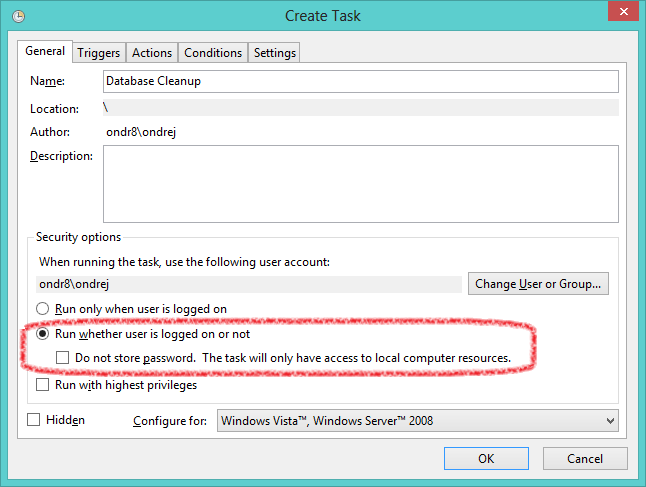 Create Task
General Triggers Actions Conditions Settings
Name: Database Cleanup
Location: \
Author: ondr8\ondrej
Description:
Security options
When running the task, use the following user account:
ondr8\ondrej Change User or Group...
Run only when user is logged on
Run whether user is logged on or not
Do not store password. The task will only have access to local computer resources.
Run with highest privileges
Hidden Configure for: Windows Vista™, Windows Server™ 2008
OK Cancel